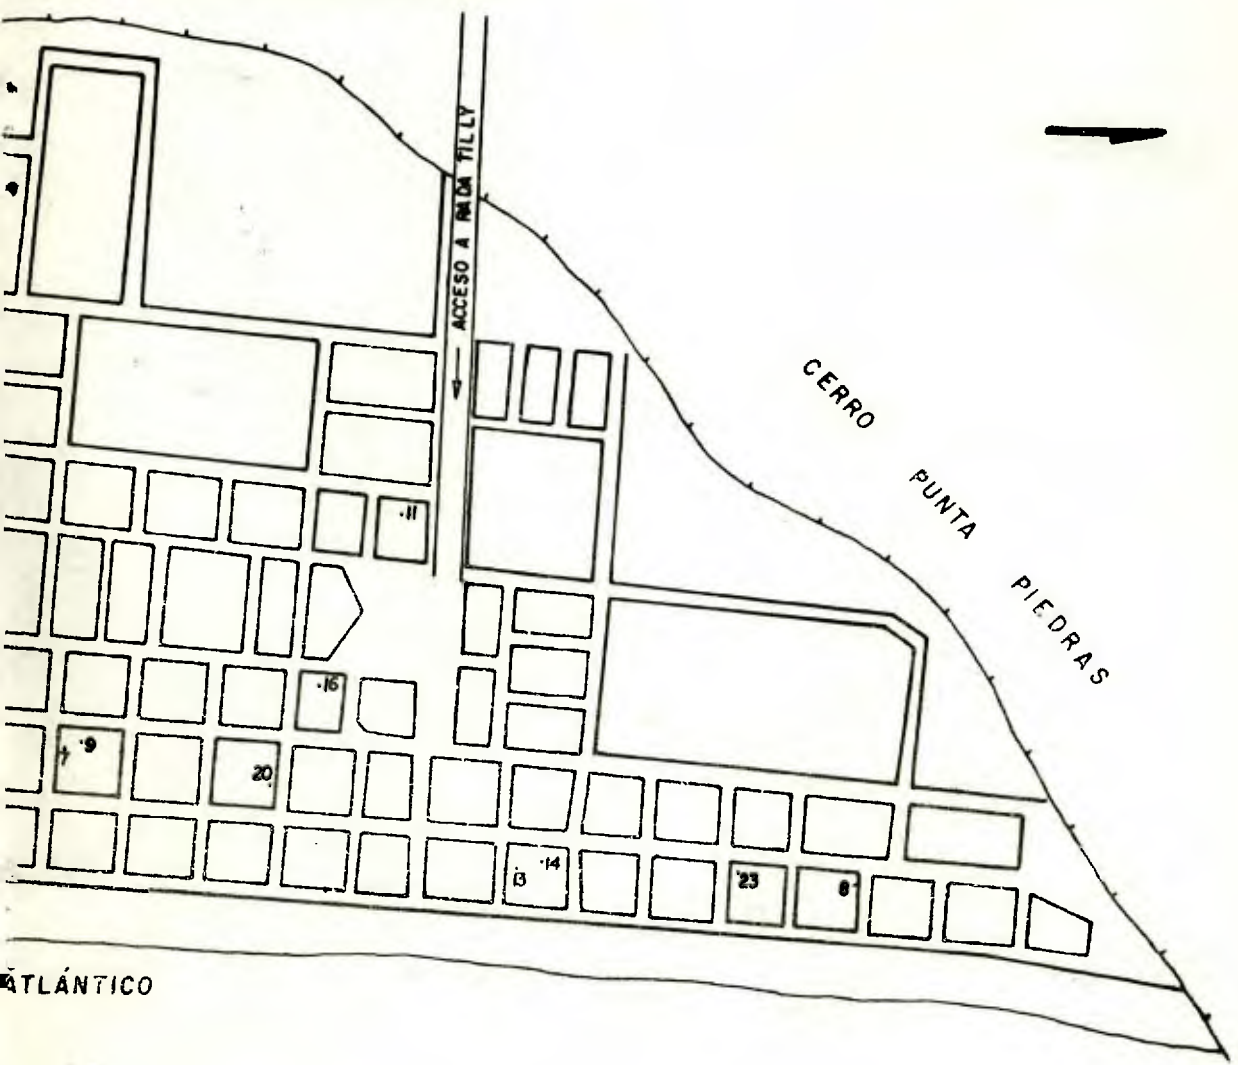 ACCESO A RADA TILLY
CERRO
PUNTA
PIEDRAS
.11
.16
.9
20.
13
.14
23
8
ATLÁNTICO